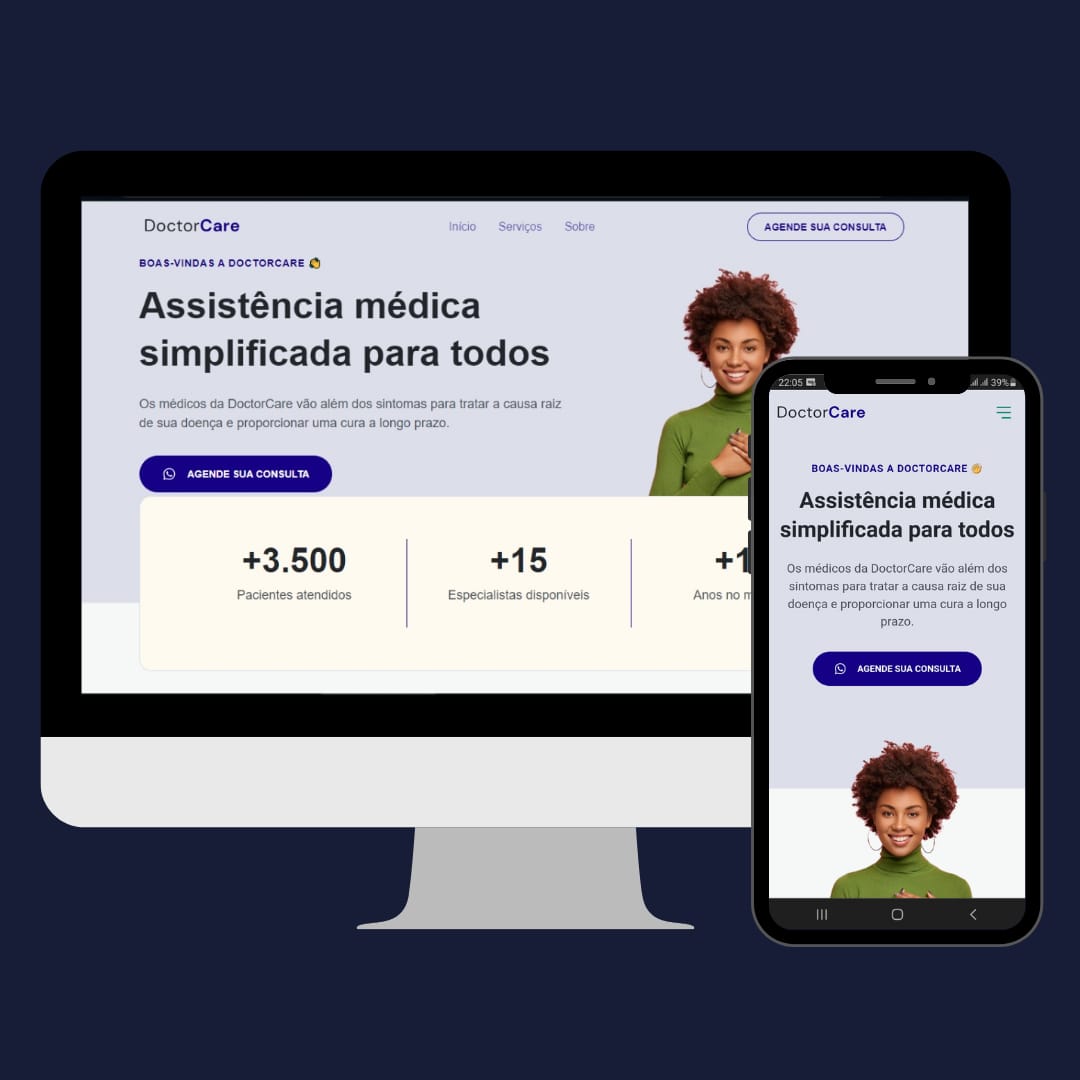 DoctorCare
Início Serviços Sobre
AGENDE SUA CONSULTA
BOAS-VINDAS A DOCTORCARE 👋
Assistência médica
simplificada para todos
Os médicos da DoctorCare vão além dos sintomas para tratar a causa raiz
de sua doença e proporcionar uma cura a longo prazo.
AGENDE SUA CONSULTA
+3.500
Pacientes atendidos
+15
Especialistas disponíveis
+1
Anos no
22:05
39%
DoctorCare
BOAS-VINDAS A DOCTORCARE 👋
Assistência médica
simplificada para todos
Os médicos da DoctorCare vão além dos
sintomas para tratar a causa raiz de sua
doença e proporcionar uma cura a longo
prazo.
AGENDE SUA CONSULTA